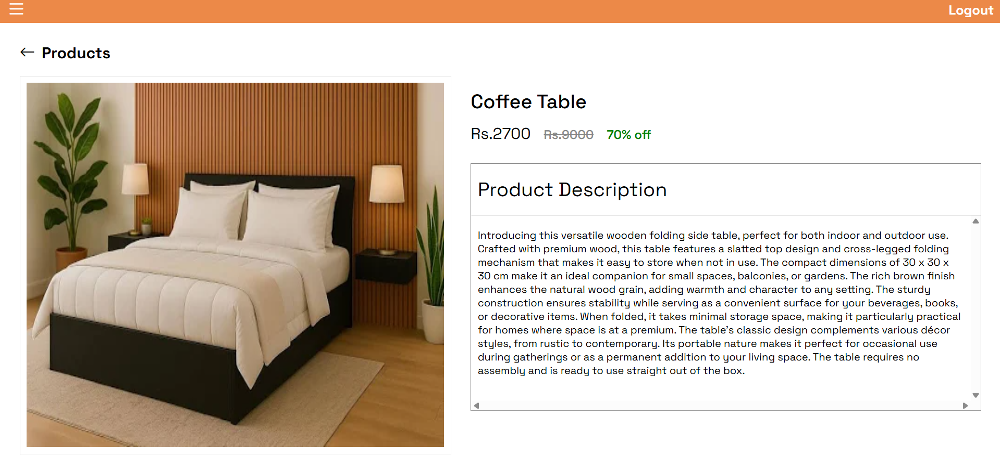 Logout
Products
Coffee Table
Rs.2700 Rs.9000 70% off
Product Description
Introducing this versatile wooden folding side table, perfect for both indoor and outdoor use.
Crafted with premium wood, this table features a slatted top design and cross-legged folding
mechanism that makes it easy to store when not in use. The compact dimensions of 30 x 30 x
30 cm make it an ideal companion for small spaces, balconies, or gardens. The rich brown finish
enhances the natural wood grain, adding warmth and character to any setting. The sturdy
construction ensures stability while serving as a convenient surface for your beverages, books,
or decorative items. When folded, it takes minimal storage space, making it particularly practical
for homes where space is at a premium. The table's classic design complements various décor
styles, from rustic to contemporary. Its portable nature makes it perfect for occasional use
during gatherings or as a permanent addition to your living space. The table requires no
assembly and is ready to use straight out of the box.